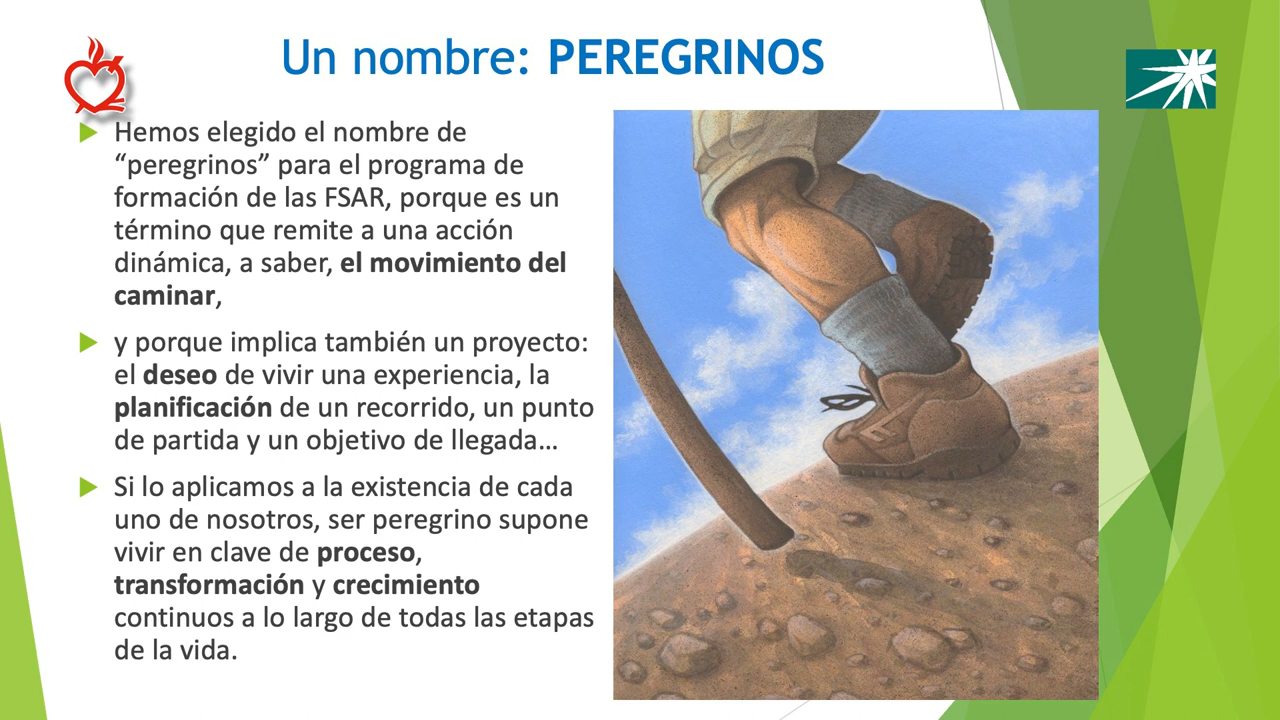 Un nombre: PEREGRINOS
Hemos elegido el nombre de
“peregrinos” para el programa de
formación de las FSAR, porque es un
término que remite a una acción
dinámica, a saber, el movimiento del
caminar,
y porque implica también un proyecto:
el deseo de vivir una experiencia, la
planificación de un recorrido, un punto
de partida y un objetivo de llegada…
Si lo aplicamos a la existencia de cada
uno de nosotros, ser peregrino supone
vivir en clave de proceso,
transformación y crecimiento
continuos a lo largo de todas las etapas
de la vida.